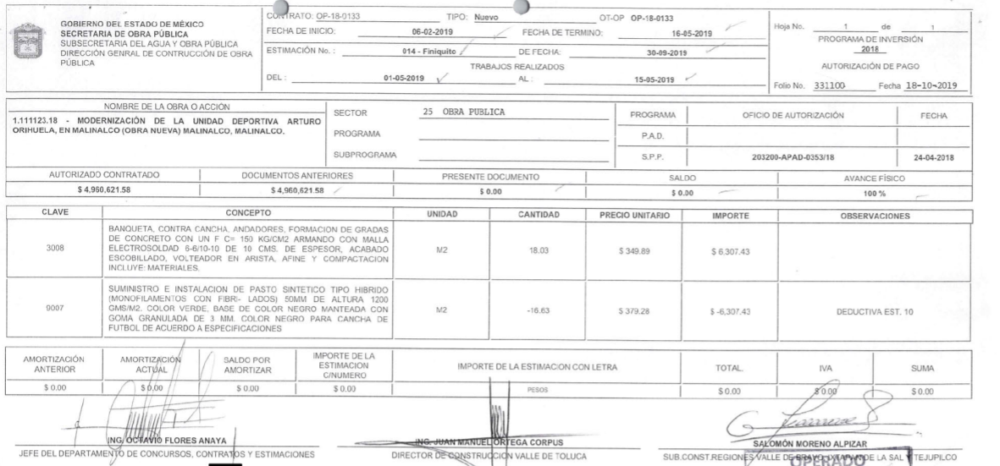 GOBIERNO DEL ESTADO DE MÉXICO
SECRETARIA DE OBRA PÚBLICA
SUBSECRETARIA DEL AGUA Y OBRA PÚBLICA
DIRECCIÓN GENRAL DE CONTRUCCIÓN DE OBRA
PÚBLICA
CONTRATO: OP-18-0133 TIPO: Nuevo OT-OP OP-18-0133
FECHA DE INICIO: 06-02-2019 FECHA DE TERMINO: 16-05-2019
ESTIMACIÓN No. : 014 - Finiquito DE FECHA: 30-09-2019
TRABAJOS REALIZADOS
DEL : 01-05-2019 AL : 15-05-2019
Hoja No. 1 de 1
PROGRAMA DE INVERSIÓN
2018
AUTORIZACIÓN DE PAGO
Folio No. 331100 Fecha 18-10-2019
NOMBRE DE LA OBRA O ACCIÓN
1.111123.18 - MODERNIZACIÓN DE LA UNIDAD DEPORTIVA ARTURO
ORIHUELA, EN MALINALCO (OBRA NUEVA) MALINALCO, MALINALCO.
SECTOR 25 OBRA PUBLICA
PROGRAMA
SUBPROGRAMA
PROGRAMA OFICIO DE AUTORIZACIÓN FECHA
P.A.D.
S.P.P. 203200-APAD-0353/18 24-04-2018
AUTORIZADO CONTRATADO DOCUMENTOS ANTERIORES PRESENTE DOCUMENTO SALDO AVANCE FÍSICO
$ 4,960,621.58 $ 4,960,621.58 $ 0.00 $ 0.00 100 %
CLAVE CONCEPTO UNIDAD CANTIDAD PRECIO UNITARIO IMPORTE OBSERVACIONES
BANQUETA, CONTRA CANCHA, ANDADORES, FORMACION DE GRADAS
DE CONCRETO CON UN F C= 150 KG/CM2 ARMANDO CON MALLA
ELECTROSOLDAD 6-6/10-10 DE 10 CMS. DE ESPESOR, ACABADO
ESCOBILLADO, VOLTEADOR EN ARISTA, AFINE Y COMPACTACION
INCLUYE: MATERIALES.
3008 M2 18.03 $ 349.89 $ 6,307.43
SUMINISTRO E INSTALACION DE PASTO SINTETICO TIPO HIBRIDO
(MONOFILAMENTOS CON FIBRI- LADOS) 50MM DE ALTURA 1200
GMS/M2. COLOR VERDE, BASE DE COLOR NEGRO MANTEADA CON
GOMA GRANULADA DE 3 MM. COLOR NEGRO PARA CANCHA DE
FUTBOL DE ACUERDO A ESPECIFICACIONES
9007 M2 -16.63 $ 379.28 $ -6,307.43 DEDUCTIVA EST. 10
AMORTIZACIÓN ANTERIOR AMORTIZACIÓN ACTUAL SALDO POR AMORTIZAR IMPORTE DE LA ESTIMACION C/NUMERO IMPORTE DE LA ESTIMACION CON LETRA TOTAL. IVA SUMA
$ 0.00 $ 0.00 $ 0.00 $ 0.00 PESOS $ 0.00 $ 0.00 $ 0.00
ING. OCTAVIO FLORES ANAYA
JEFE DEL DEPARTAMENTO DE CONCURSOS, CONTRATOS Y ESTIMACIONES
ING. JUAN MANUEL ORTEGA CORPUS
DIRECTOR DE CONSTRUCCIÓN VALLE DE TOLUCA
SALOMÓN MORENO ALPIZAR
SUB.CONST.REGIONES VALLE DE BRAVO, IXTAPAN DE LA SAL Y TEJUPILCO
OPERADO